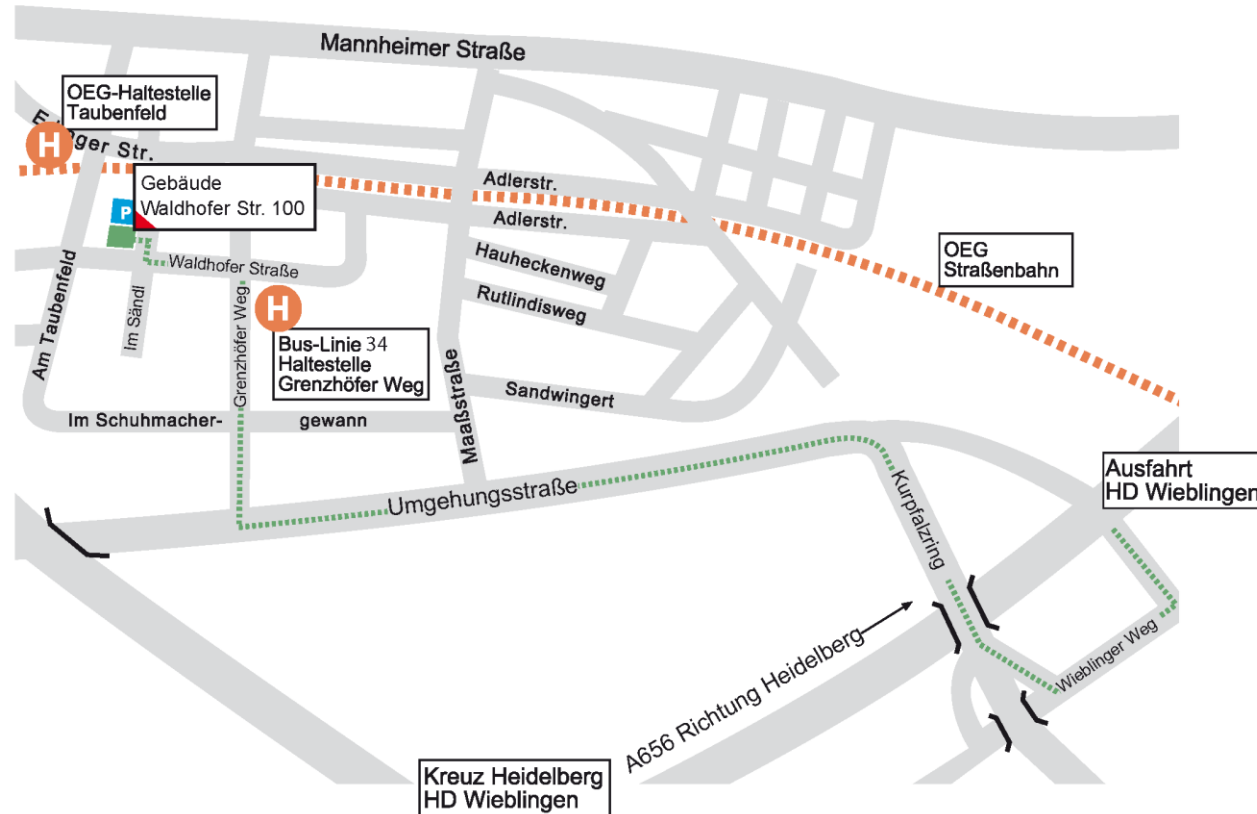 Mannheimer Straße
OEG-Haltestelle
Taubenfeld
H
Str.
Gebäude
Waldhofer Str. 100
P
Adlerstr.
Adlerstr.
OEG
Straßenbahn
Hauheckenweg
Rutlindisweg
Waldhofer Straße
Am Taubenfeld
Im Sändl
Grenzhöfer Weg
H
Bus-Linie 34
Haltestelle
Grenzhöfer Weg
Maaßstraße
Sandwingert
Im Schuhmacher-
gewann
Umgehungsstraße
Kurpfalzring
Ausfahrt
HD Wieblingen
Wieblinger Weg
A656 Richtung Heidelberg
Kreuz Heidelberg
HD Wieblingen